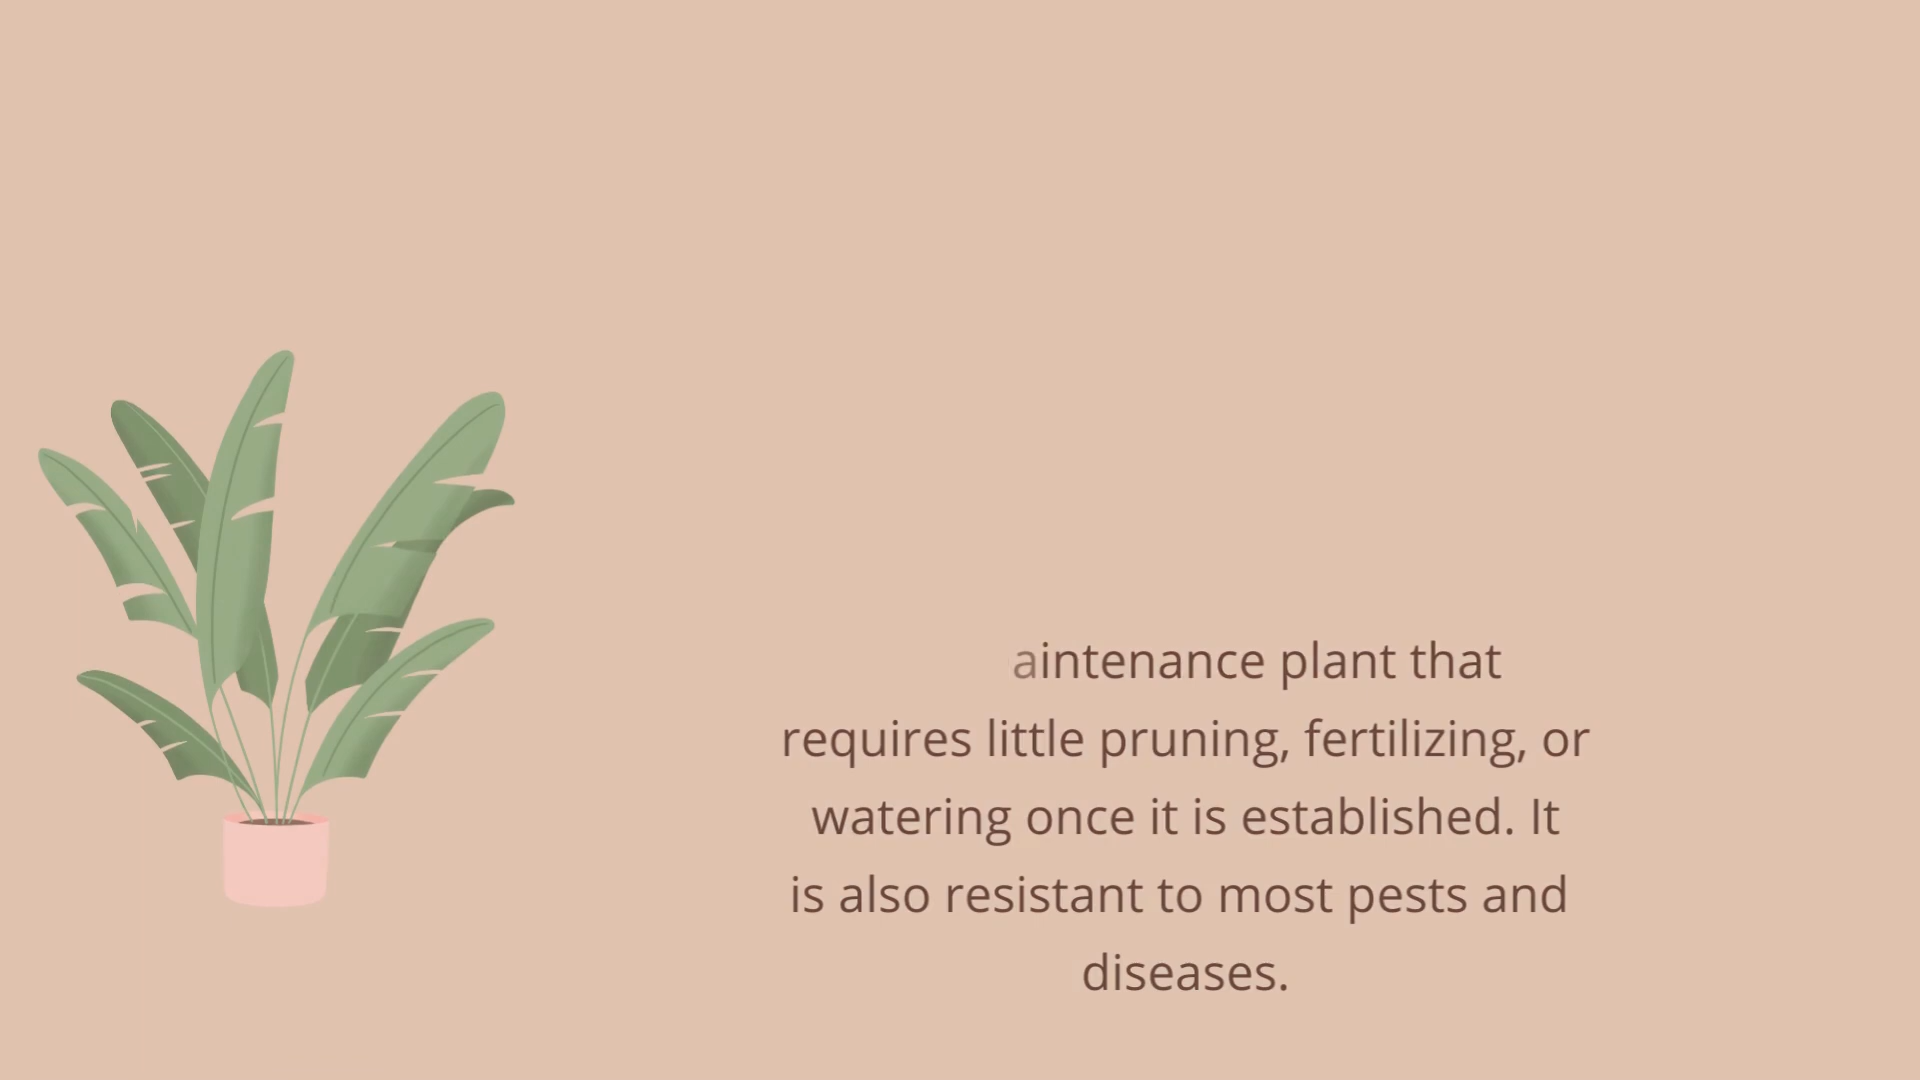 aintenance plant that
requires little pruning, fertilizing, or
watering once it is established. It
is also resistant to most pests and
diseases.